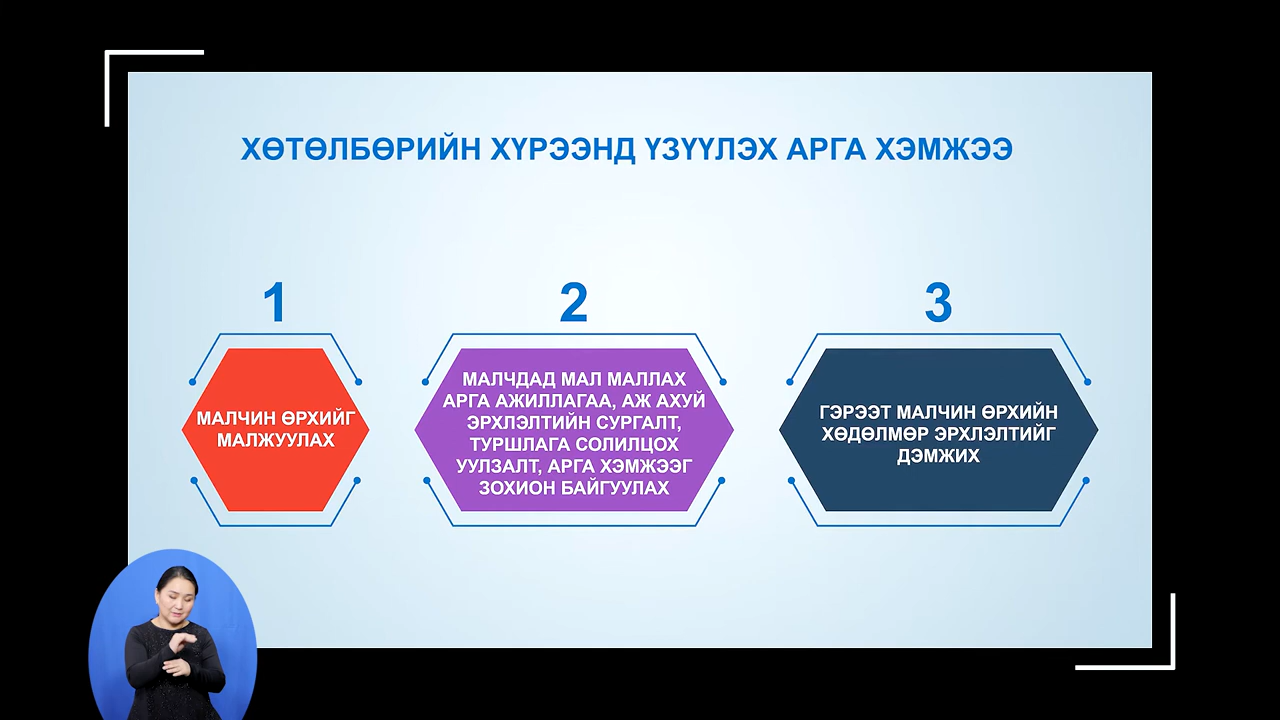 ХӨТӨЛБӨРИЙН ХҮРЭЭНД ҮЗҮҮЛЭХ АРГА ХЭМЖЭЭ
1
МАЛЧИН ӨРХИЙГ
МАЛЖУУЛАХ
2
МАЛЧДАД МАЛ МАЛЛАХ
АРГА АЖИЛЛАГАА, АЖ АХУЙ
ЭРХЛЭЛТИЙН СУРГАЛТ,
ТУРШЛАГА СОЛИЛЦОХ
УУЛЗАЛТ, АРГА ХЭМЖЭЭГ
ЗОХИОН БАЙГУУЛАХ
3
ГЭРЭЭТ МАЛЧИН ӨРХИЙН
ХӨДӨЛМӨР ЭРХЛЭЛТИЙГ
ДЭМЖИХ